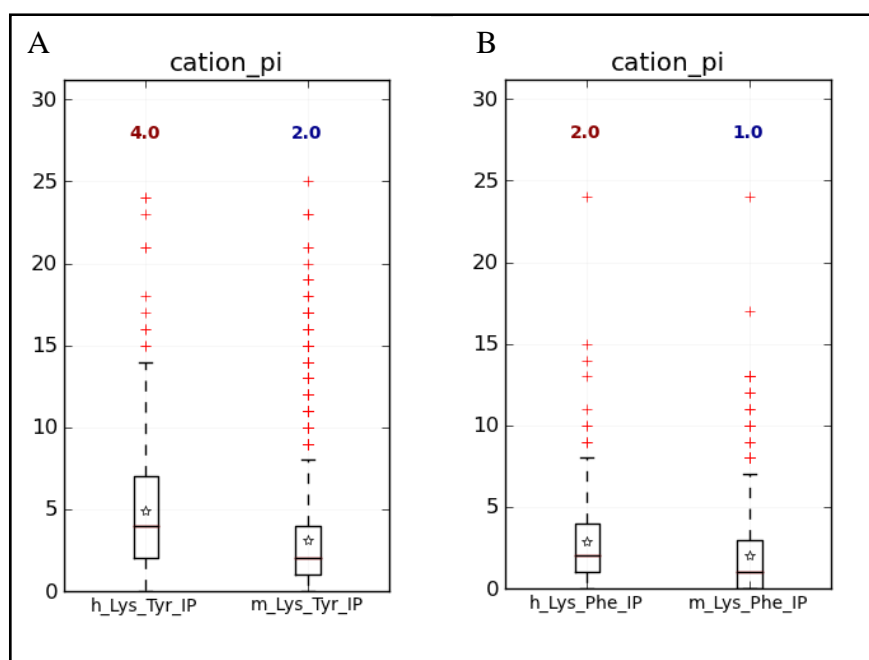 A
cation_pi
30
25
20
15
10
5
0
4.0
2.0
h_Lys_Tyr_IP
m_Lys_Tyr_IP
B
cation_pi
30
25
20
15
10
5
0
2.0
1.0
h_Lys_Phe_IP
m_Lys_Phe_IP